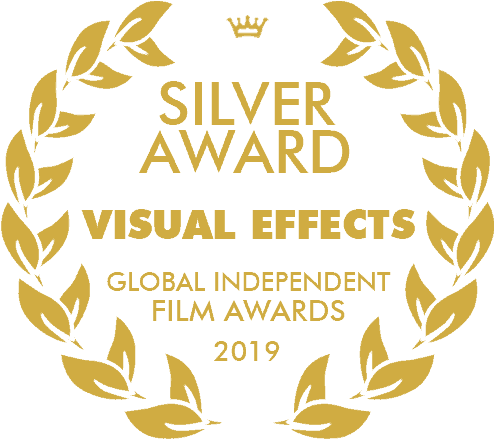 SILVER
AWARD
VISUAL EFFECTS
GLOBAL INDEPENDENT
FILM AWARDS
2019